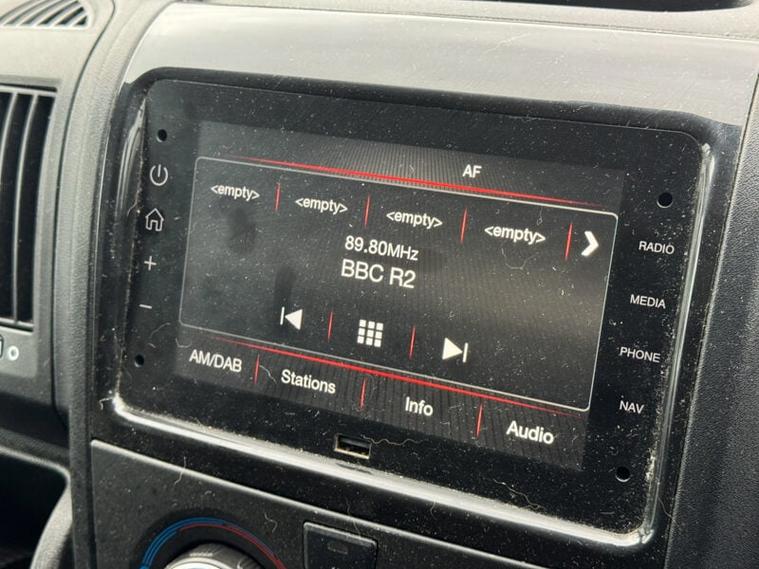 AF
<empty> <empty> <empty> <empty>
89.80MHz
BBC R2
AM/DAB Stations Info Audio
RADIO
MEDIA
PHONE
NAV